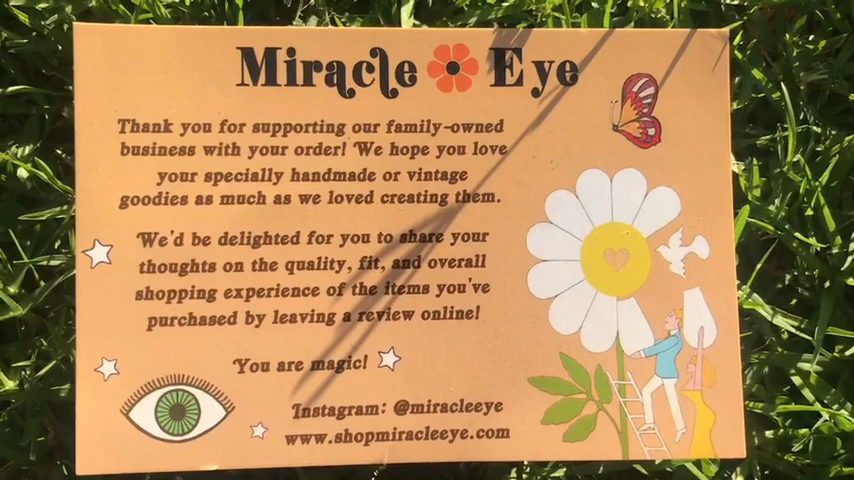 Miracle Eye
Thank you for supporting our family-owned
business with your order! We hope you love
your specially handmade or vintage
goodies as much as we loved creating them.
We'd be delighted for you to share your
thoughts on the quality, fit, and overall
shopping experience of the items you've
purchased by leaving a review online!
You are magic!
Instagram: @miracleeye
www.shopmiracleeye.com